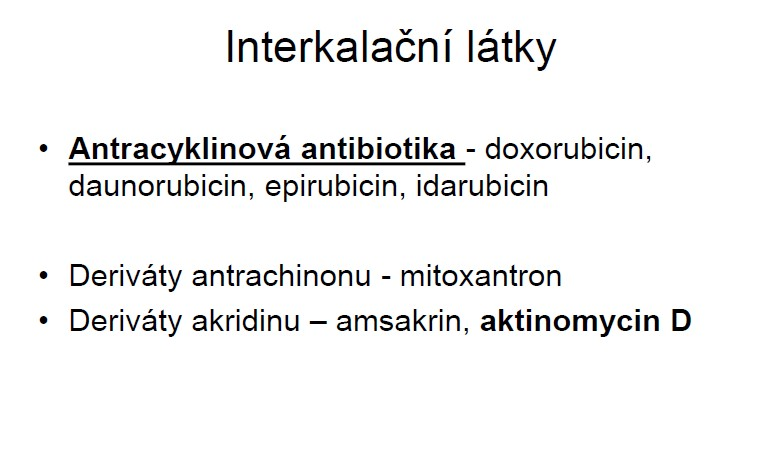 Interkalační látky
• Antracyklinová antibiotika - doxorubicin,
daunorubicin, epirubicin, idarubicin
• Deriváty antrachinonu - mitoxantron
• Deriváty akridinu – amsakrin, aktinomycin D